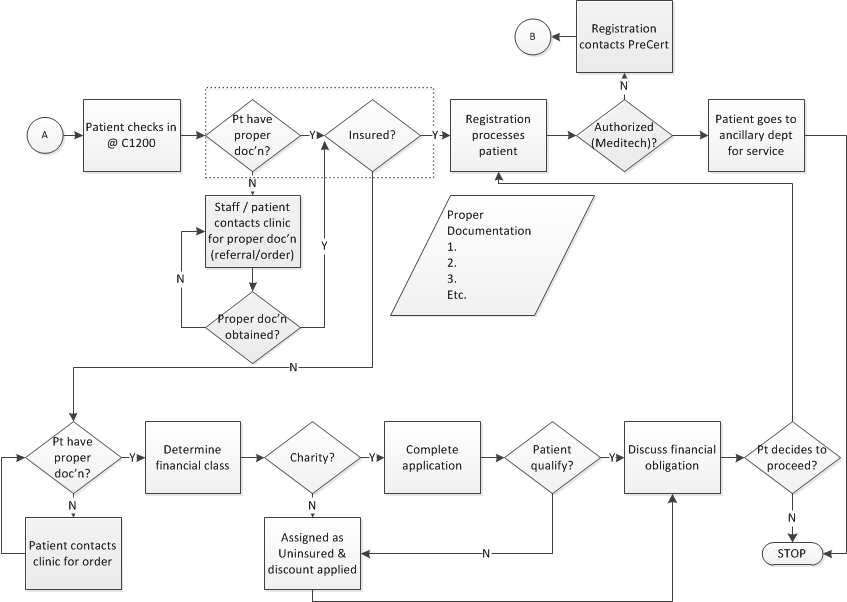 Registration
contacts PreCert
B
N
A
Patient checks in
@ C1200
Pt have
proper
doc'n?
Y
Insured?
Y
Registration
processes
patient
Authorized
(Meditech)?
Patient goes to
ancillary dept
for service
N
Staff / patient
contacts clinic
for proper doc'n
(referral/order)
Y
N
Proper doc'n
obtained?
Proper
Documentation
1.
2.
3.
Etc.
N
Pt have
proper
doc'n?
Y
Determine
financial class
Charity?
Y
Complete
application
Patient
qualify?
Y
Discuss financial
obligation
Pt decides to
proceed?
N
N
N
Patient contacts
clinic for order
Assigned as
Uninsured &
discount applied
N
STOP